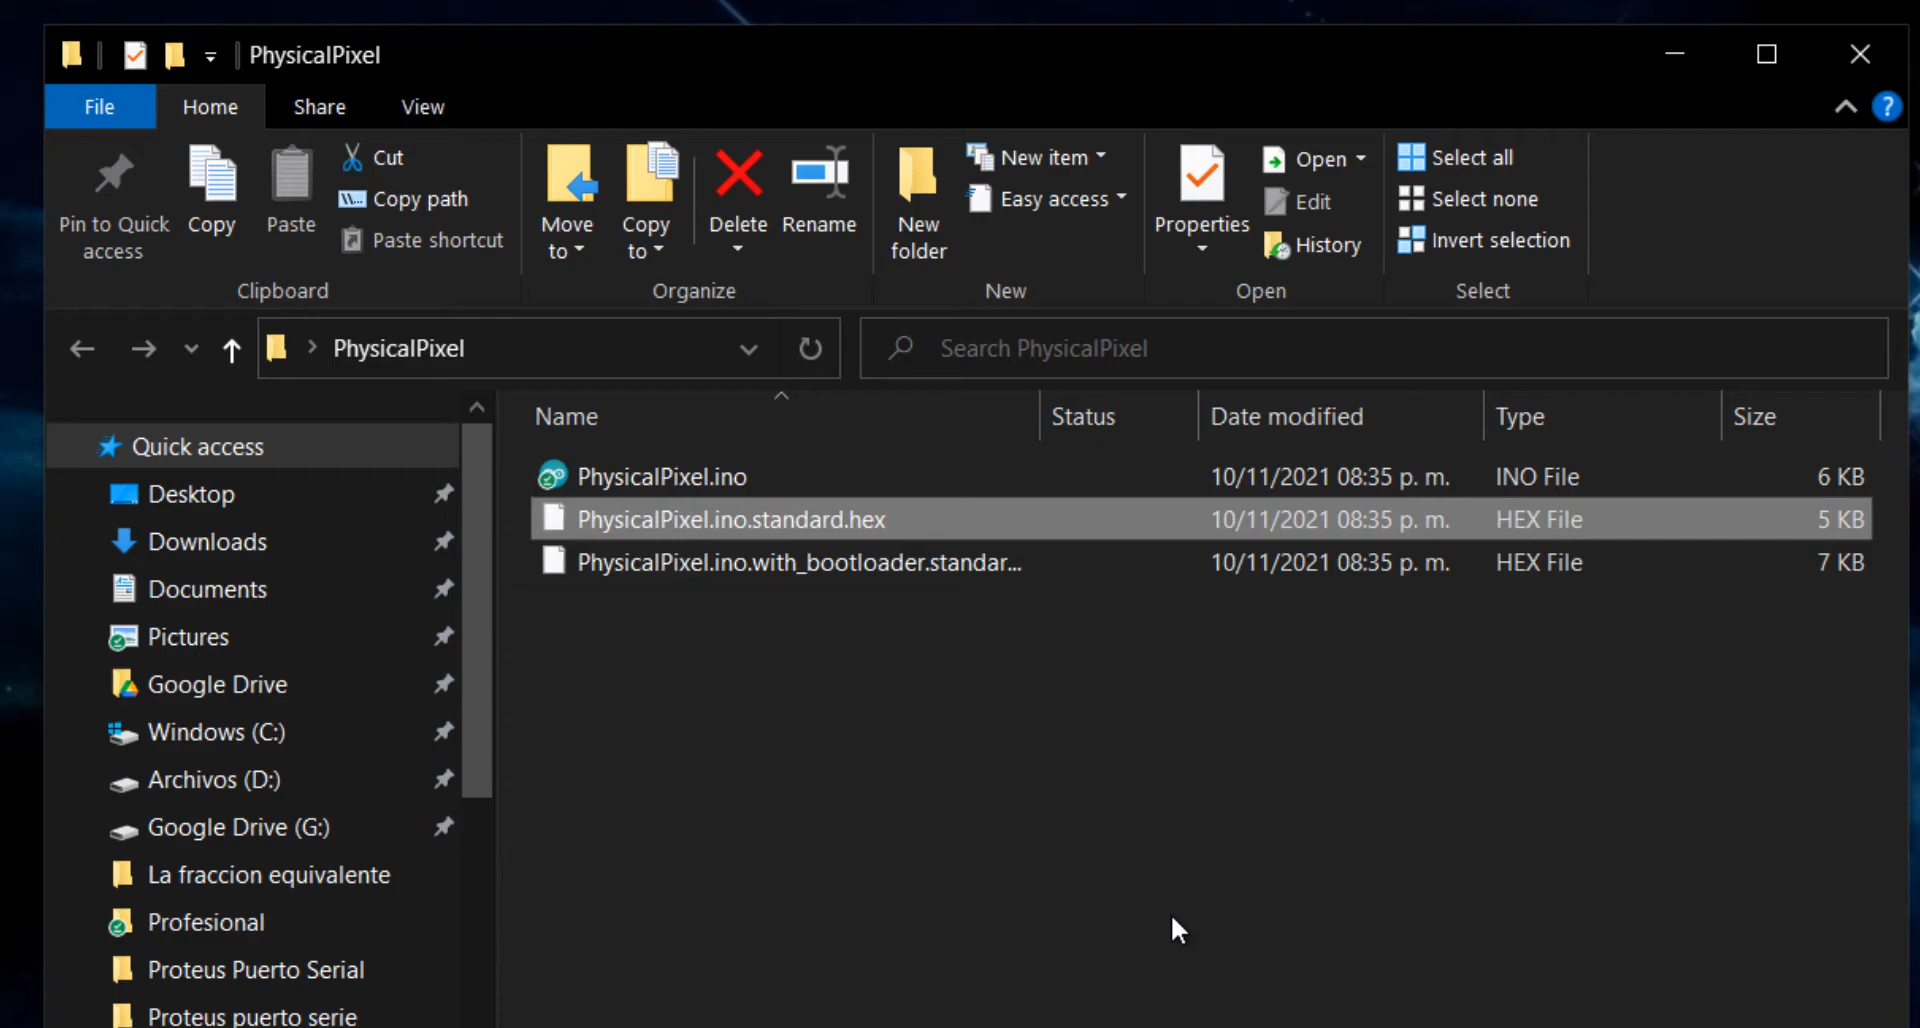 PhysicalPixel
File Home Share View
Pin to Quick access
Copy
Paste
Cut
Copy path
Paste shortcut
Clipboard
Move to
Copy to
Delete
Rename
Organize
New folder
New item
Easy access
New
Properties
Open
Edit
History
Open
Select all
Select none
Invert selection
Select
PhysicalPixel
Search PhysicalPixel
Quick access
Desktop
Downloads
Documents
Pictures
Google Drive
Windows (C:)
Archivos (D:)
Google Drive (G:)
La fraccion equivalente
Profesional
Proteus Puerto Serial
Proteus puerto serie
Name Status Date modified Type Size
PhysicalPixel.ino 10/11/2021 08:35 p. m. INO File 6 KB
PhysicalPixel.ino.standard.hex 10/11/2021 08:35 p. m. HEX File 5 KB
PhysicalPixel.ino.with_bootloader.standar... 10/11/2021 08:35 p. m. HEX File 7 KB